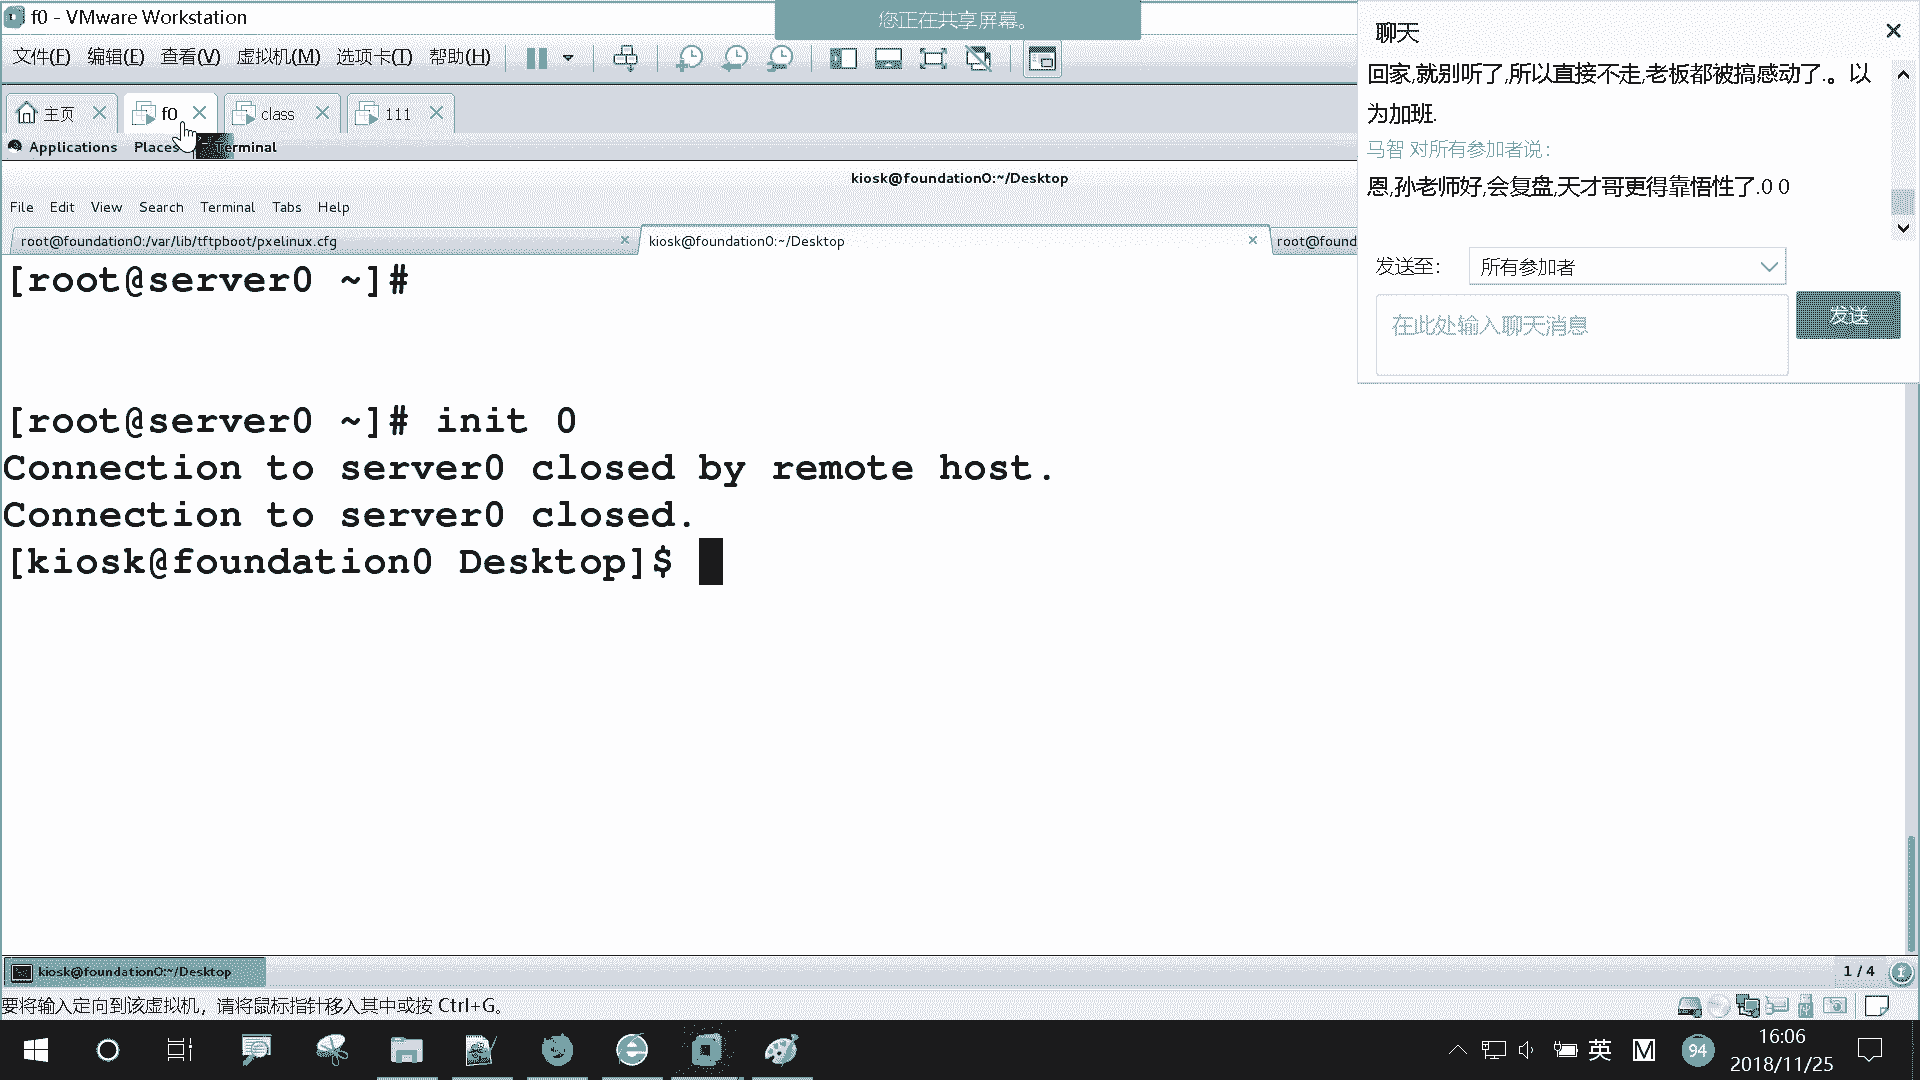 f0 - VMware Workstation
您正在共享屏幕。
文件(F) 编辑(E) 查看(V) 虚拟机(M) 选项卡(T) 帮助(H)
主页 f0 class 111
Applications Places Terminal
kiosk@foundation0:~/Desktop
File Edit View Search Terminal Tabs Help
root@foundation0:/var/lib/tftpboot/pxelinux.cfg
kiosk@foundation0:~/Desktop
root@found
[root@server0 ~]#
[root@server0 ~]# init 0
Connection to server0 closed by remote host.
Connection to server0 closed.
[kiosk@foundation0 Desktop]$
聊天
回家,就别听了,所以直接不走,老板都被搞感动了.。以
为加班.
马智 对所有参加者说:
恩,孙老师好,会复盘,天才哥更得靠悟性了.0 0
发送至:
所有参加者
在此处输入聊天消息
发送
kiosk@foundation0:~/Desktop
1 / 4
要将输入定向到该虚拟机，请将鼠标指针移入其中或按 Ctrl+G。
英
M
94
16:06
2018/11/25